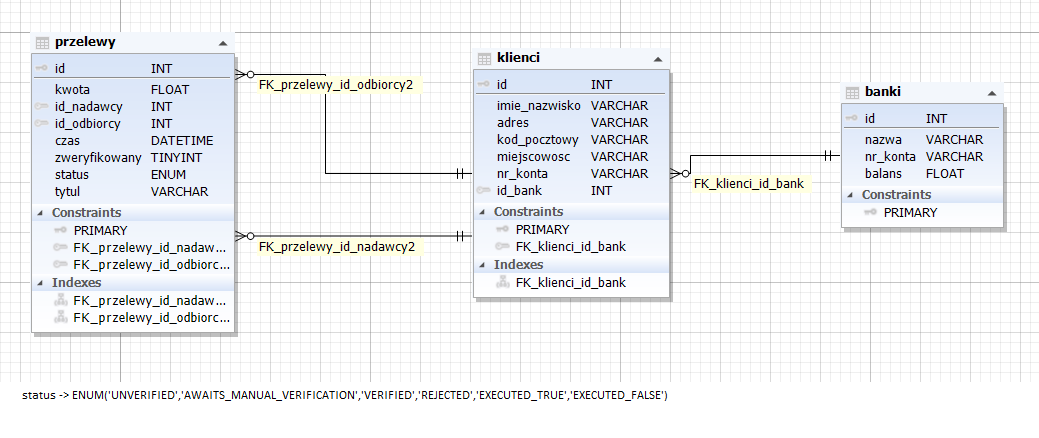 przelewy
id INT
kwota FLOAT
id_nadawcy INT
id_odbiorcy INT
czas DATETIME
zweryfikowany TINYINT
status ENUM
tytul VARCHAR
Constraints
PRIMARY
FK_przelewy_id_nadaw...
FK_przelewy_id_odbiorc...
Indexes
FK_przelewy_id_nadaw...
FK_przelewy_id_odbiorc...
FK_przelewy_id_odbiorcy2
FK_przelewy_id_nadawcy2
klienci
id INT
imie_nazwisko VARCHAR
adres VARCHAR
kod_pocztowy VARCHAR
miejscowosc VARCHAR
nr_konta VARCHAR
id_bank INT
Constraints
PRIMARY
FK_klienci_id_bank
Indexes
FK_klienci_id_bank
FK_klienci_id_bank
banki
id INT
nazwa VARCHAR
nr_konta VARCHAR
balans FLOAT
Constraints
PRIMARY
status -> ENUM('UNVERIFIED','AWAITS_MANUAL_VERIFICATION','VERIFIED','REJECTED','EXECUTED_TRUE','EXECUTED_FALSE')